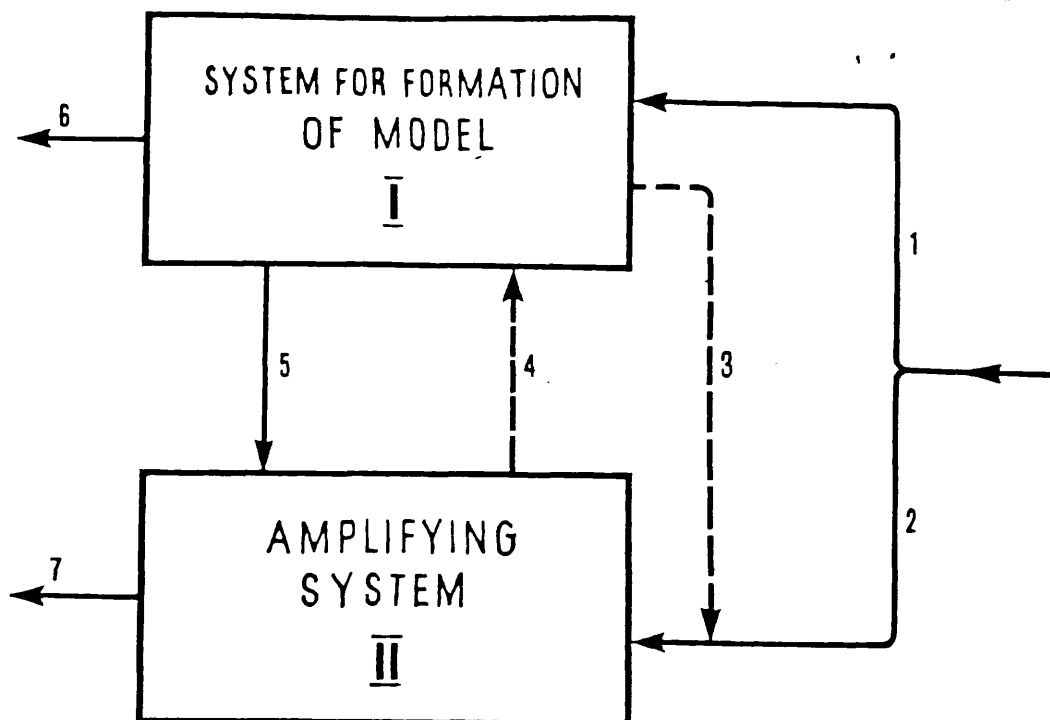 SYSTEM FOR FORMATION
OF MODEL
I
6
1
5
4
3
2
AMPLIFYING
SYSTEM
II
7